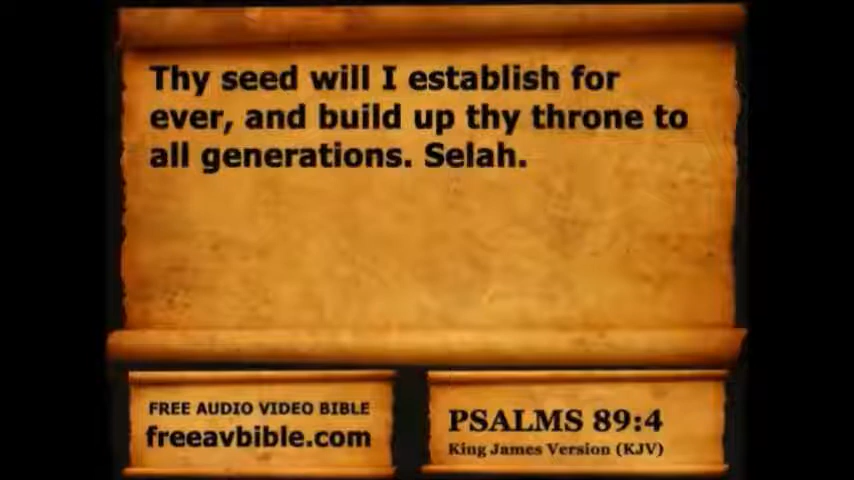 Thy seed will I establish for
ever, and build up thy throne to
all generations. Selah.
FREE AUDIO VIDEO BIBLE
freeavbible.com
PSALMS 89:4
King James Version (KJV)